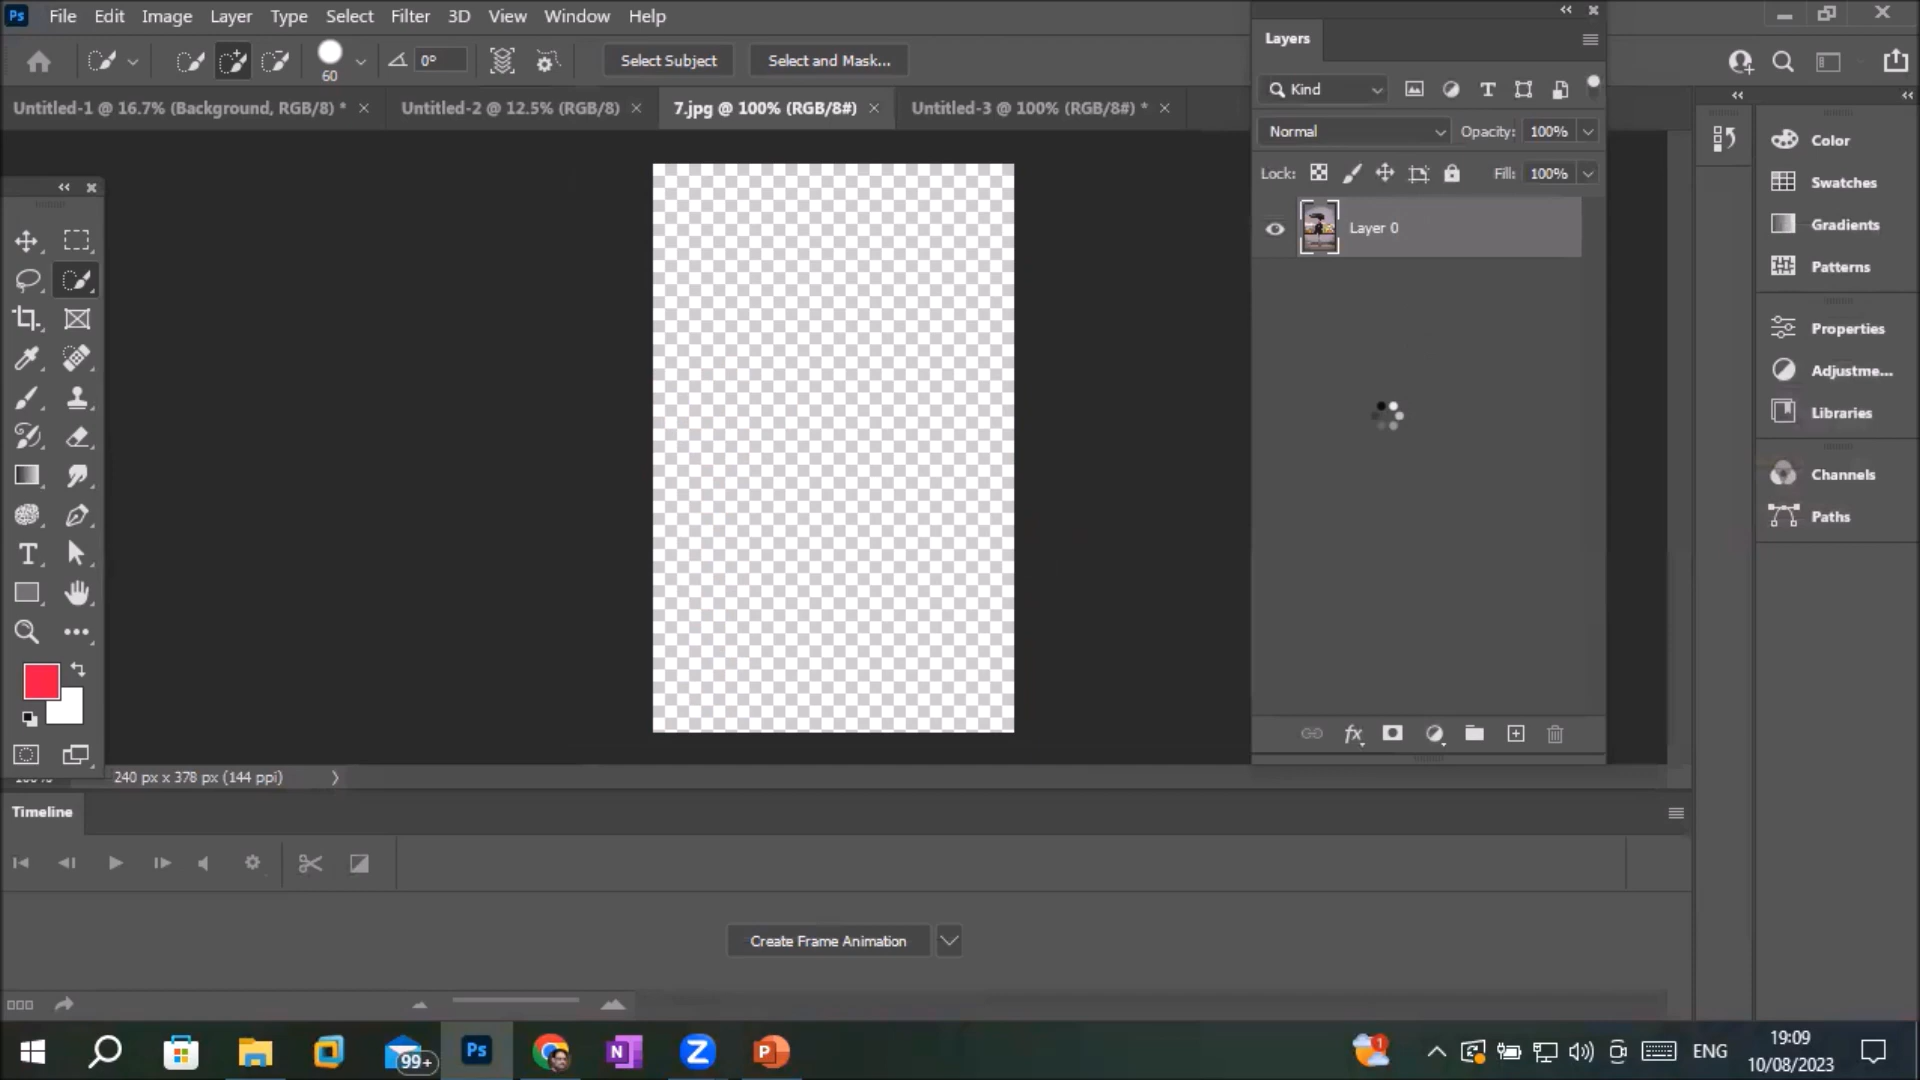 Ps File Edit Image Layer Type Select Filter 3D View Window Help
60
0°
Select Subject
Select and Mask...
Untitled-1 @ 16.7% (Background, RGB/8) *
Untitled-2 @ 12.5% (RGB/8)
7.jpg @ 100% (RGB/8#)
Untitled-3 @ 100% (RGB/8#) *
Layers
Kind
Normal
Opacity: 100%
Lock:
Fill: 100%
Layer 0
Color
Swatches
Gradients
Patterns
Properties
Adjustme...
Libraries
Channels
Paths
240 px x 378 px (144 ppi)
Timeline
Create Frame Animation
99+
Ps
N
Z
P
1
ENG
19:09
10/08/2023